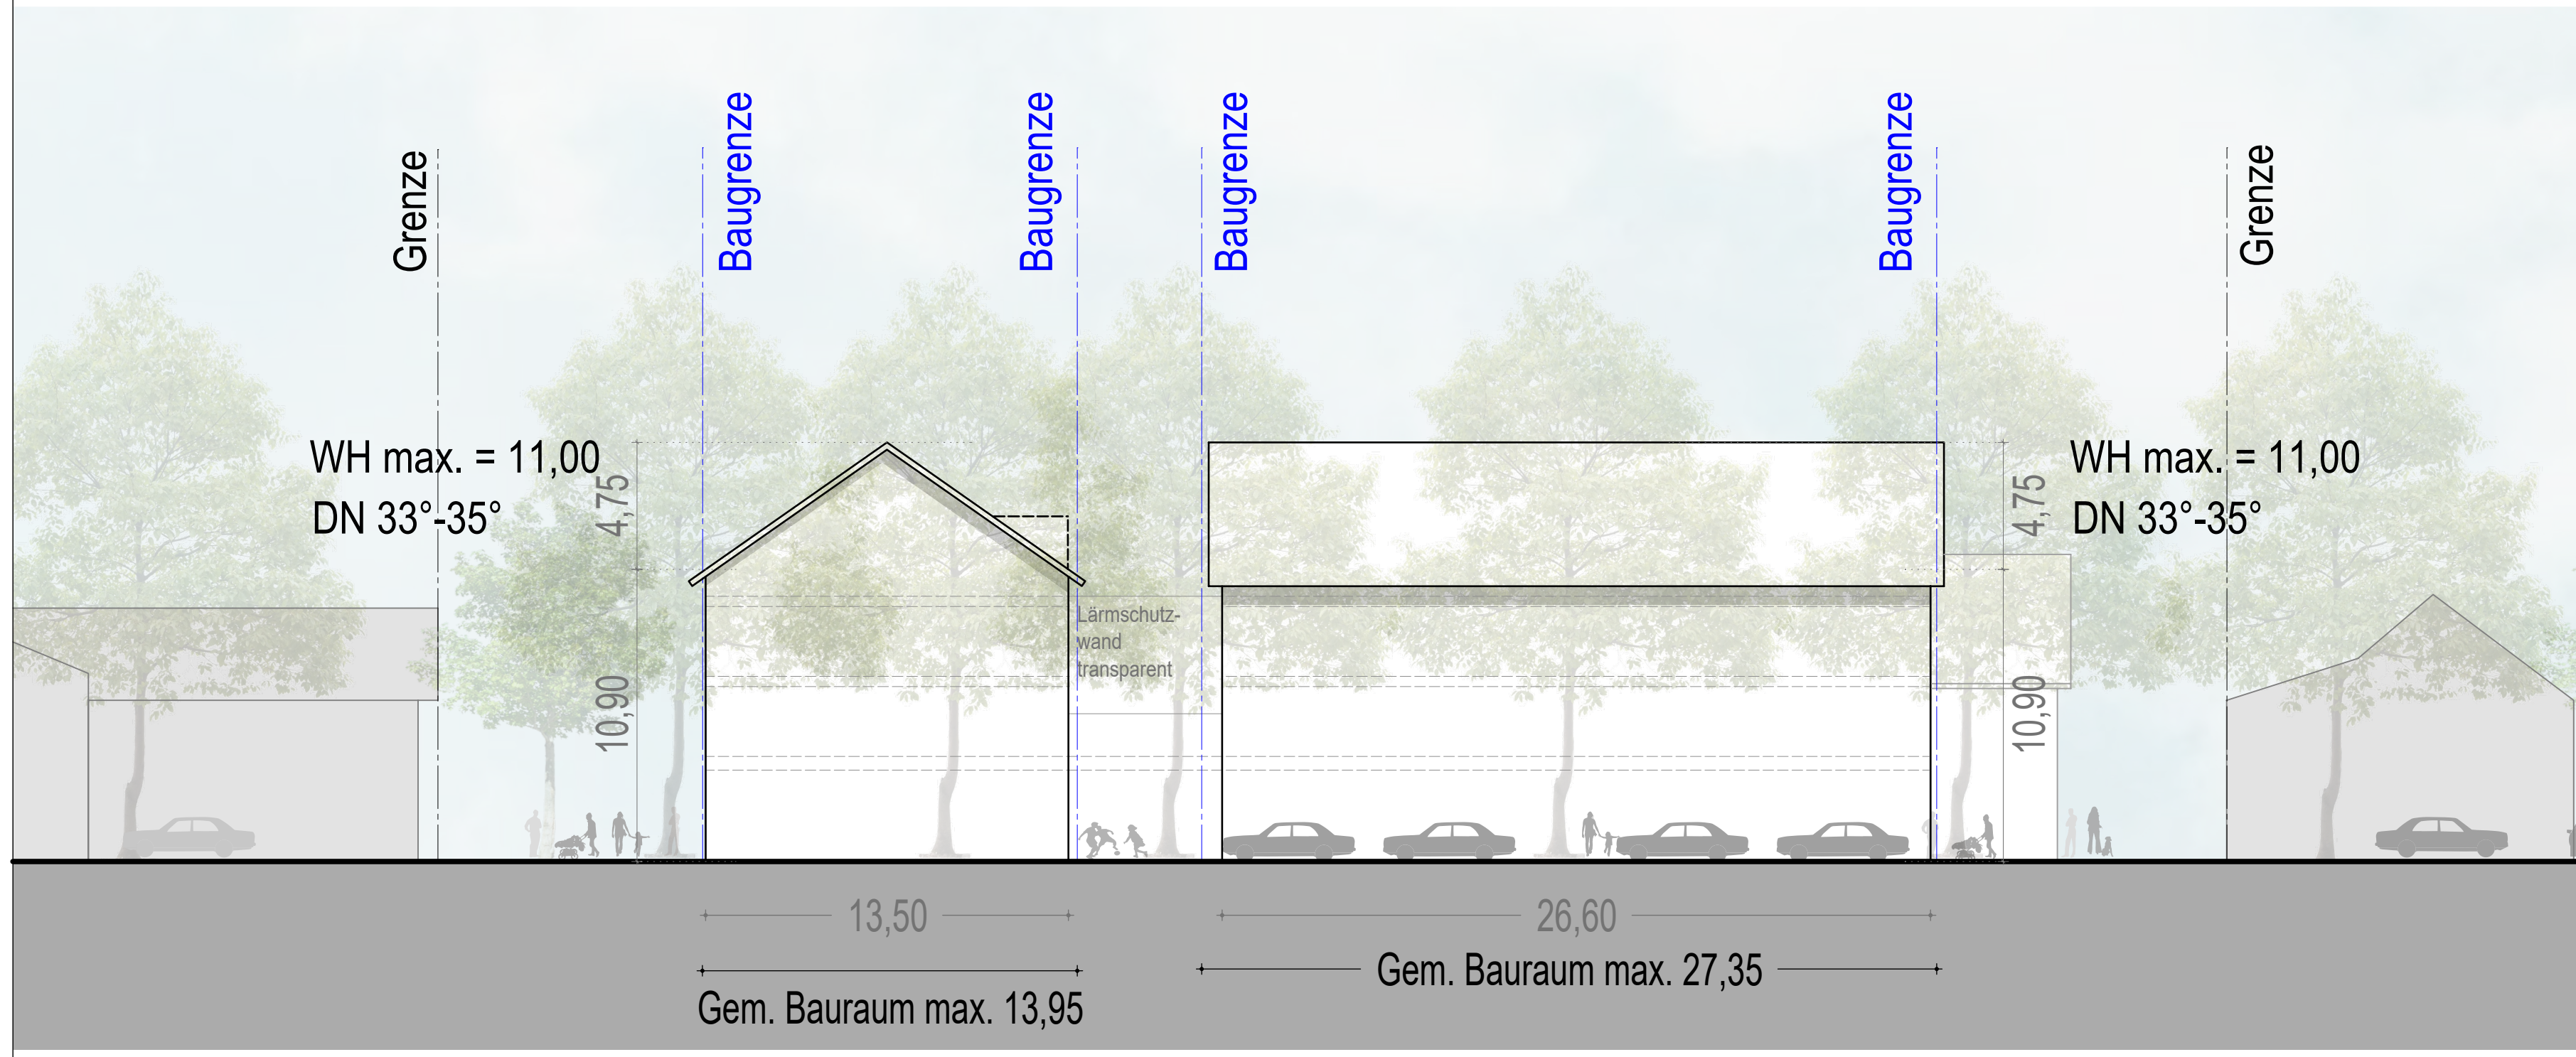 Grenze
Baugrenze
Baugrenze
Baugrenze
Baugrenze
Grenze
WH max. = 11,00
DN 33°-35°
4,75
10,90
Lärmschutz-
wand
transparent
WH max. = 11,00
DN 33°-35°
4,75
10,90
13,50
26,60
Gem. Bauraum max. 13,95
Gem. Bauraum max. 27,35